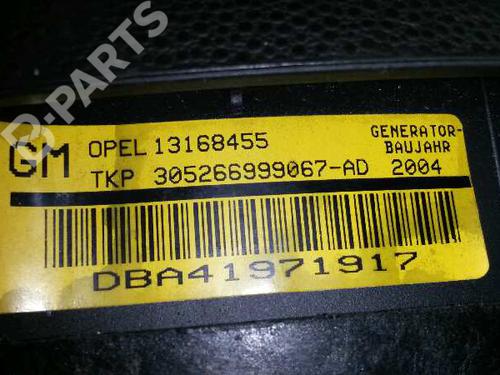 B-PARTS
GM OPEL 13168455 GENERATOR-
BAUJAHR
TKP 305266999067-AD 2004
DBA41971917